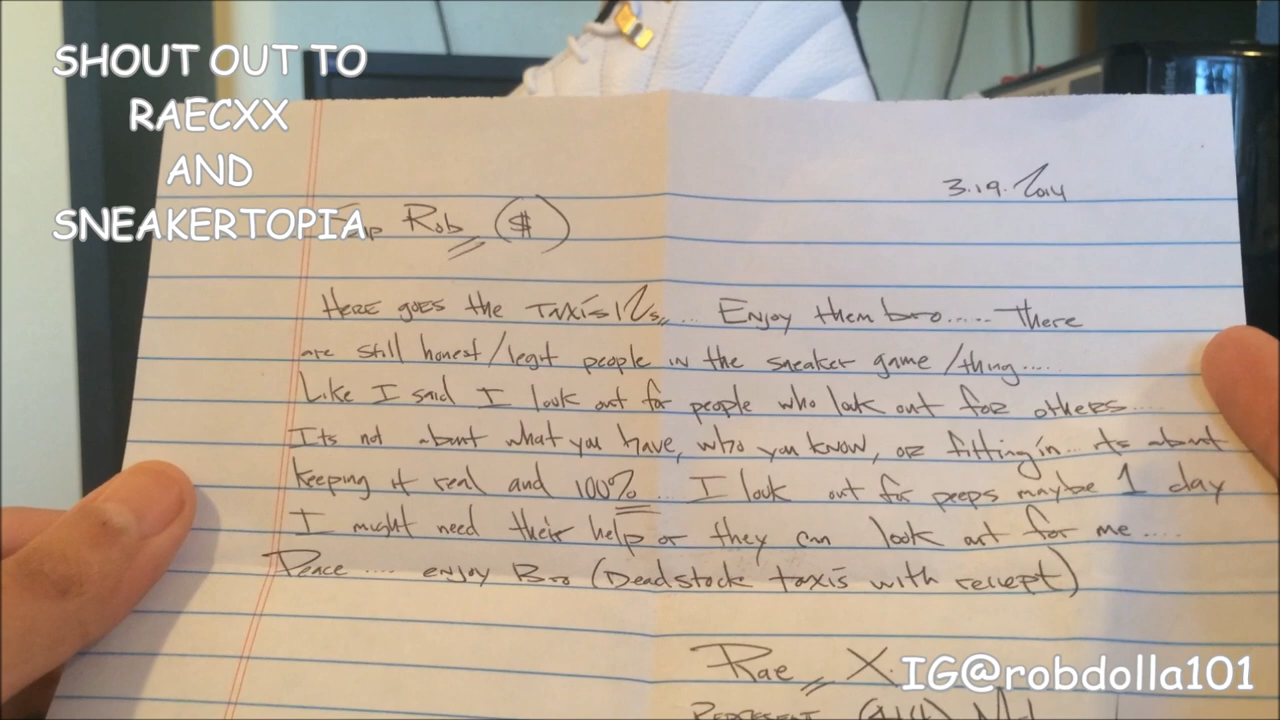 SHOUT OUT TO
RAECXX
AND
SNEAKERTOPIA
3.19.2014
Rob ($)
HERE GOES the TAXIS 12s,,.... Enjoy them bro..... There
are still honest/legit people in the sneaker game/thing.....
Like I said I look out for people who look out for others....
Its not about what you have, who you know, or fitting in... its about
keeping it real and 100%... I look out for peeps maybe 1 day
I might need their help or they can look out for me.....
Peace .... enjoy Bro (Deadstock taxis with reciept)
Rae X.
REPRESENT
IG@robdolla101